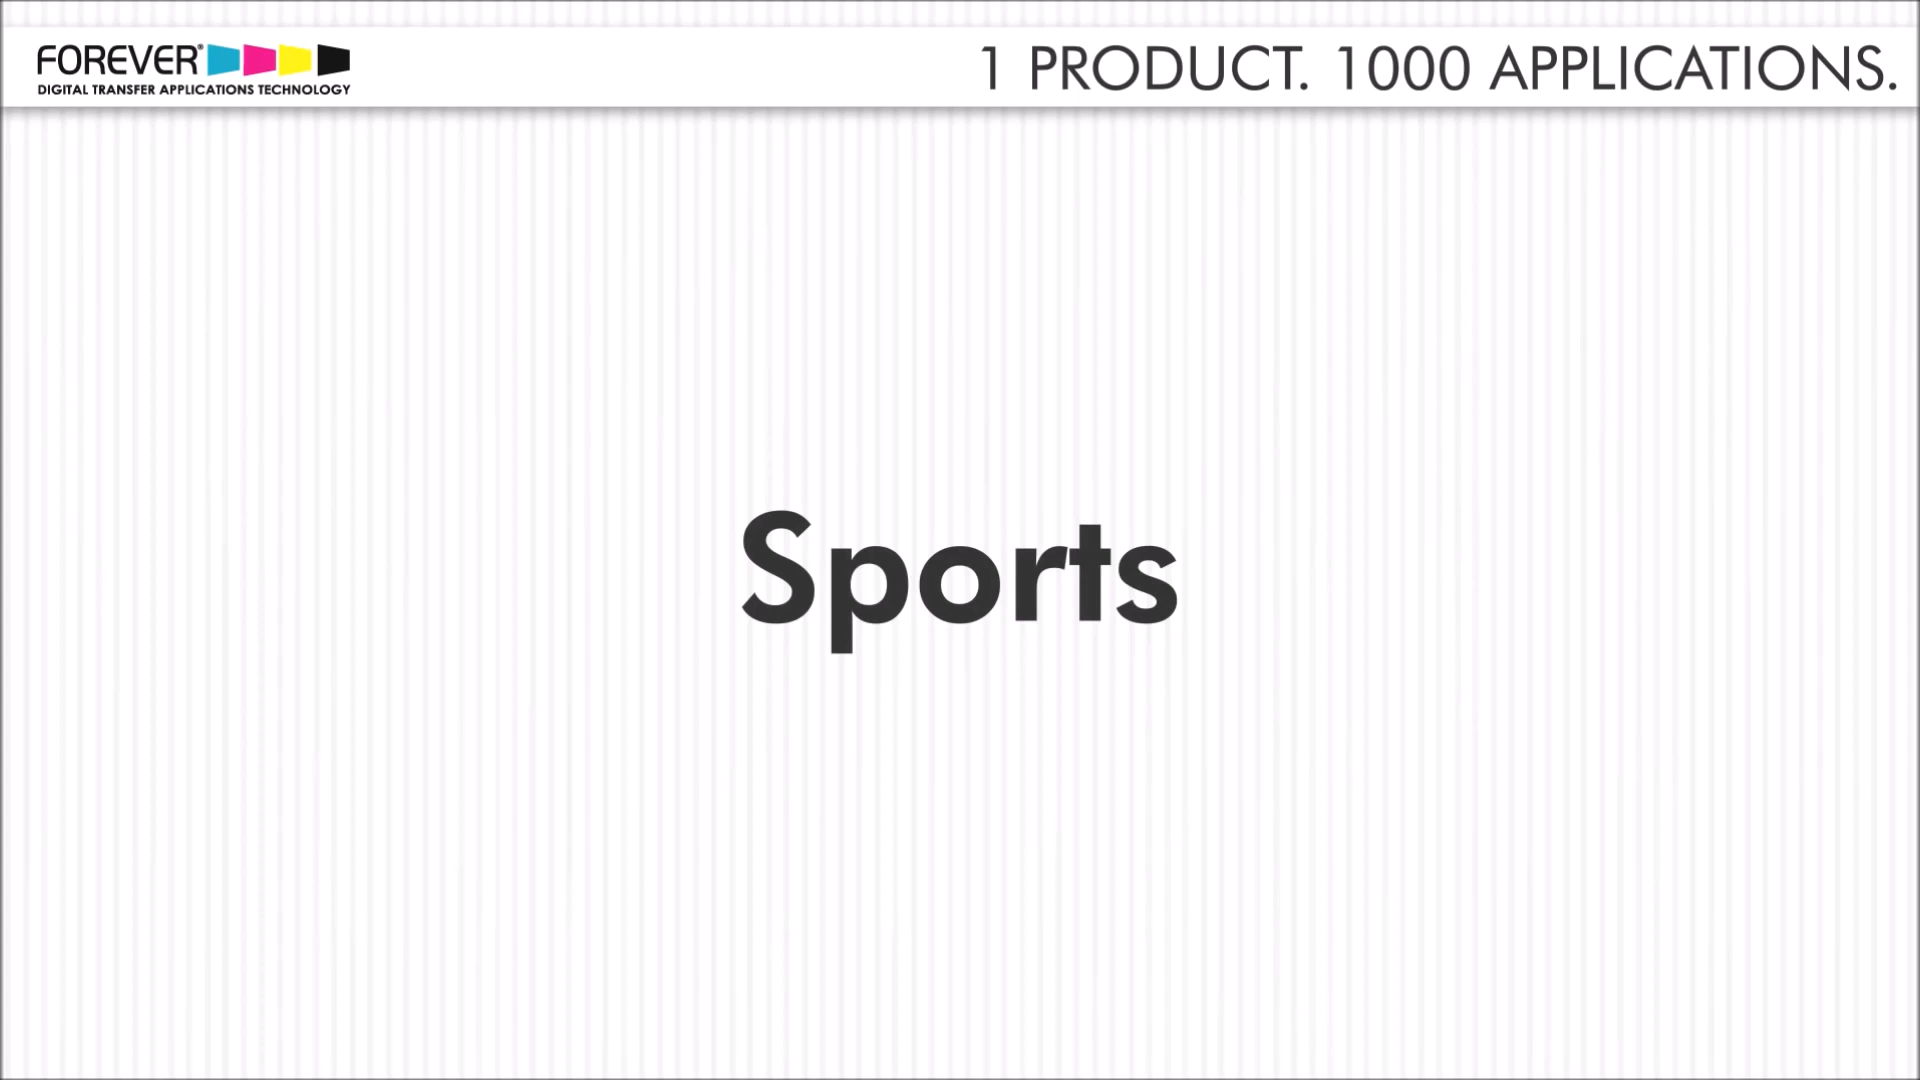 FOREVER®
DIGITAL TRANSFER APPLICATIONS TECHNOLOGY
1 PRODUCT. 1000 APPLICATIONS.
Sports